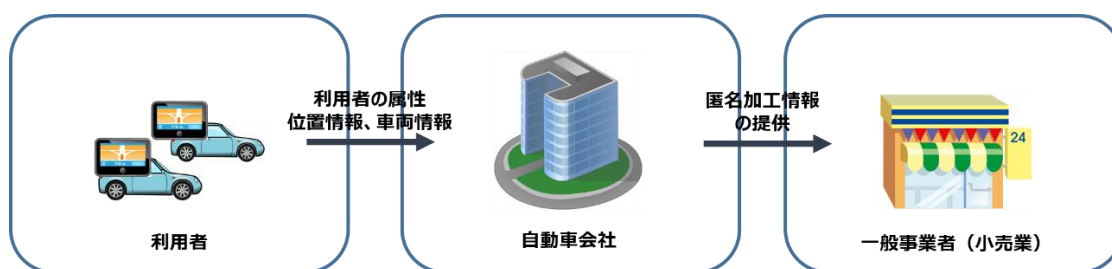 利用者の属性
位置情報、車両情報
匿名加工情報
の提供
24
利用者
自動車会社
一般事業者（小売業）